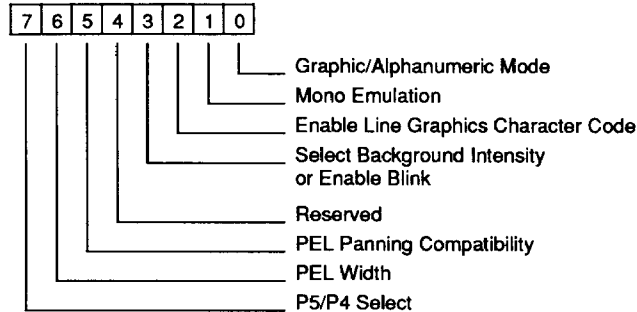 7 6 5 4 3 2 1 0
Graphic/Alphanumeric Mode
Mono Emulation
Enable Line Graphics Character Code
Select Background Intensity
or Enable Blink
Reserved
PEL Panning Compatibility
PEL Width
P5/P4 Select